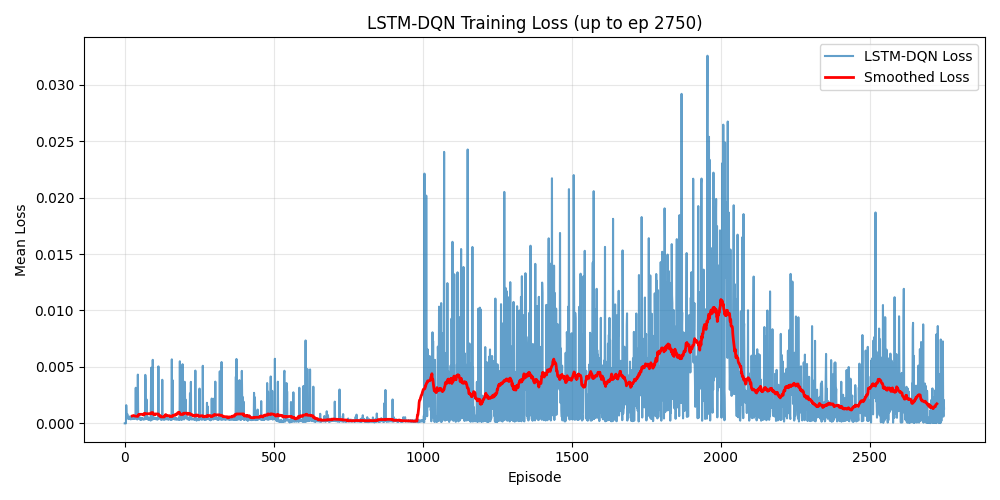 LSTM-DQN Training Loss (up to ep 2750)
LSTM-DQN Loss
Smoothed Loss
Mean Loss
0.030
0.025
0.020
0.015
0.010
0.005
0.000
0 500 1000 1500 2000 2500
Episode